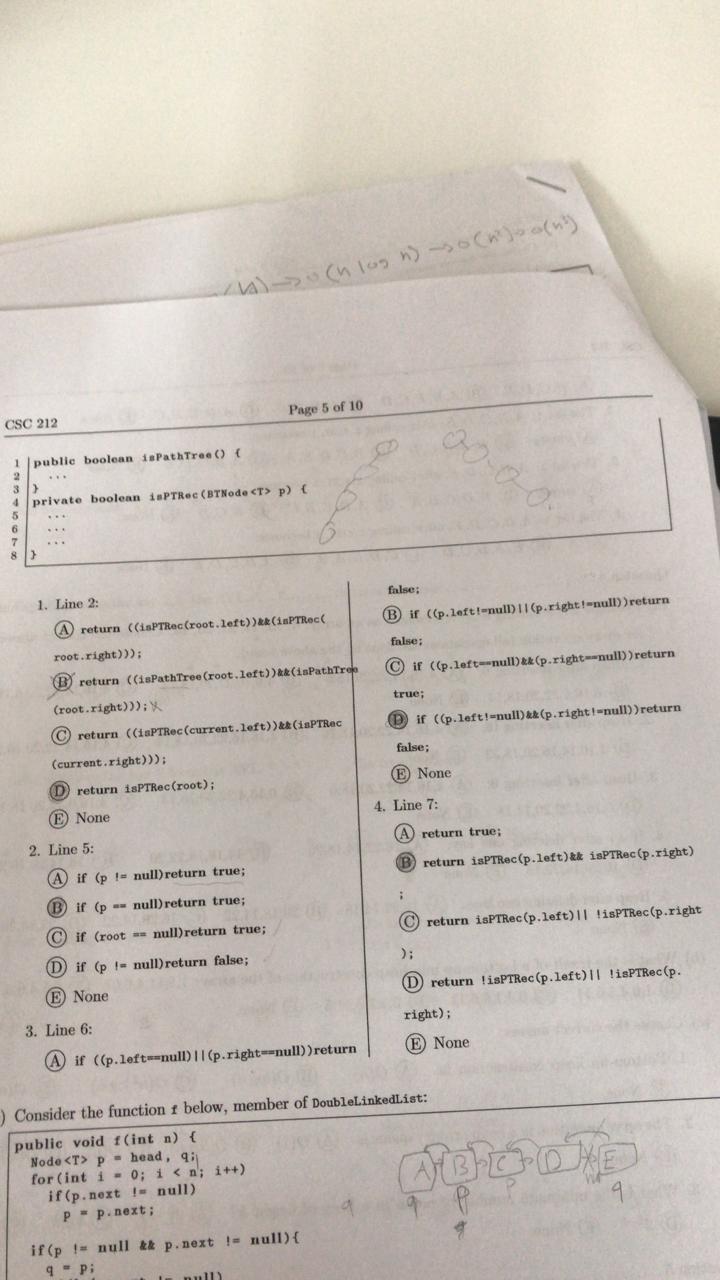 n) → O(n log n) → O(n²) → O(n³)
CSC 212
Page 5 of 10
1 public boolean isPathTree() {
2 ...
3 }
4 private boolean isPTRec(BTNode<T> p) {
5 ...
6 ...
7 ...
8 }
1. Line 2:
A return ((isPTRec(root.left))&&(isPTRec(
root.right)));
B return ((isPathTree(root.left))&&(isPathTree
(root.right)));
C return ((isPTRec(current.left))&&(isPTRec
(current.right)));
D return isPTRec(root);
E None
2. Line 5:
A if (p != null)return true;
B if (p == null)return true;
C if (root == null)return true;
D if (p != null)return false;
E None
3. Line 6:
A if ((p.left==null)||(p.right==null))return
false;
B if ((p.left!=null)||(p.right!=null))return
false;
C if ((p.left==null)&&(p.right==null))return
true;
D if ((p.left!=null)&&(p.right!=null))return
false;
E None
4. Line 7:
A return true;
B return isPTRec(p.left)&& isPTRec(p.right)
;
C return isPTRec(p.left)|| !isPTRec(p.right
);
D return !isPTRec(p.left)|| !isPTRec(p.
right);
E None
) Consider the function f below, member of DoubleLinkedList:
public void f(int n) {
Node<T> p = head, q;
for(int i = 0; i < n; i++)
if(p.next != null)
p = p.next;
if(p != null && p.next != null){
q = p;
null)
A B C D E
q p p q
q q